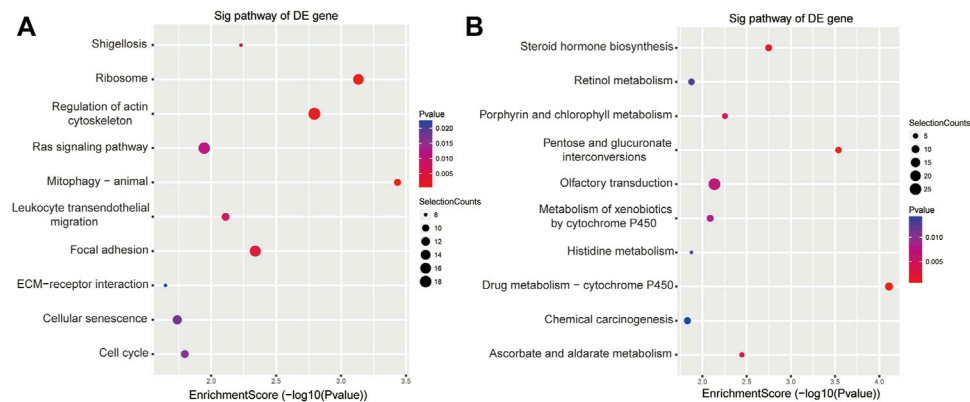 A
Sig pathway of DE gene
Shigellosis
Ribosome
Regulation of actin
cytoskeleton
Ras signaling pathway
Mitophagy − animal
Leukocyte transendothelial
migration
Focal adhesion
ECM−receptor interaction
Cellular senescence
Cell cycle
2.0 2.5 3.0 3.5
EnrichmentScore (−log10(Pvalue))
Pvalue
0.020
0.015
0.010
0.005
SelectionCounts
8
10
12
14
16
18
B
Sig pathway of DE gene
Steroid hormone biosynthesis
Retinol metabolism
Porphyrin and chlorophyll metabolism
Pentose and glucuronate
interconversions
Olfactory transduction
Metabolism of xenobiotics
by cytochrome P450
Histidine metabolism
Drug metabolism − cytochrome P450
Chemical carcinogenesis
Ascorbate and aldarate metabolism
2.0 2.5 3.0 3.5 4.0
EnrichmentScore (−log10(Pvalue))
SelectionCounts
5
10
15
20
25
Pvalue
0.010
0.005